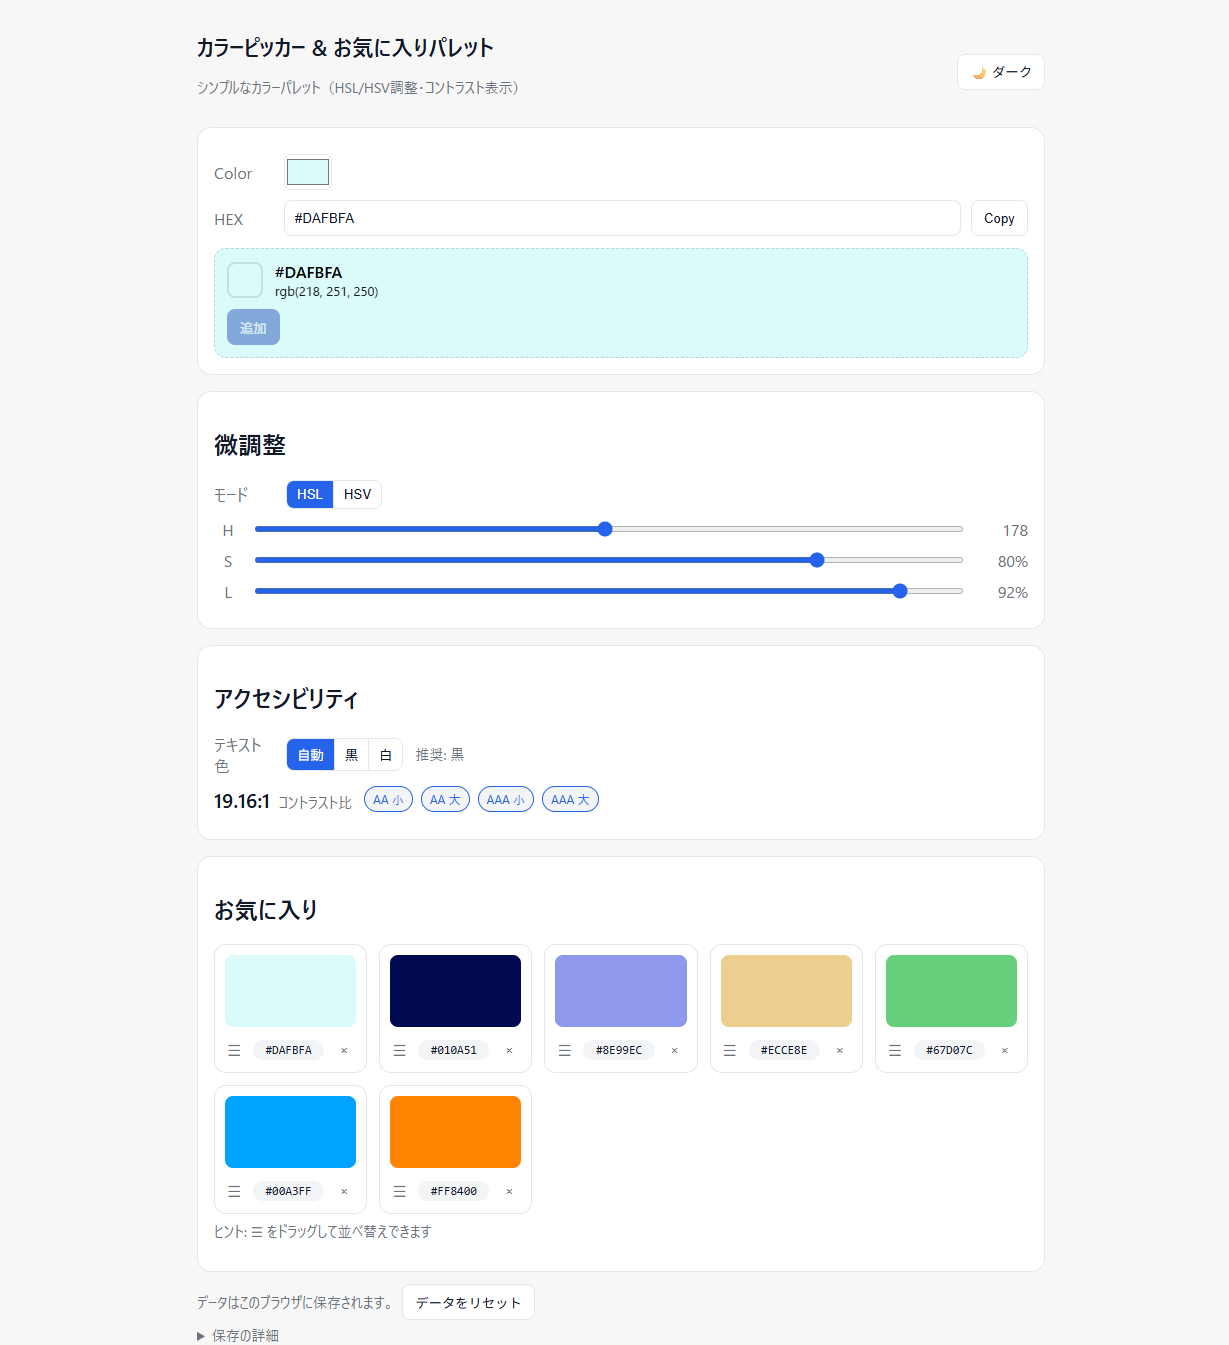 カラーピッカー & お気に入りパレット
シンプルなカラーパレット（HSL/HSV調整・コントラスト表示）
🌙 ダーク
Color
HEX
#DAFBFA
Copy
#DAFBFA
rgb(218, 251, 250)
追加
微調整
モード
HSL HSV
H 178
S 80%
L 92%
アクセシビリティ
テキスト
色
自動 黒 白 推奨: 黒
19.16:1 コントラスト比 AA 小 AA 大 AAA 小 AAA 大
お気に入り
☰ #DAFBFA × ☰ #010A51 × ☰ #8E99EC × ☰ #ECCE8E × ☰ #67D07C ×
☰ #00A3FF × ☰ #FF8400 ×
ヒント: ☰ をドラッグして並べ替えできます
データはこのブラウザに保存されます。 データをリセット
▶ 保存の詳細